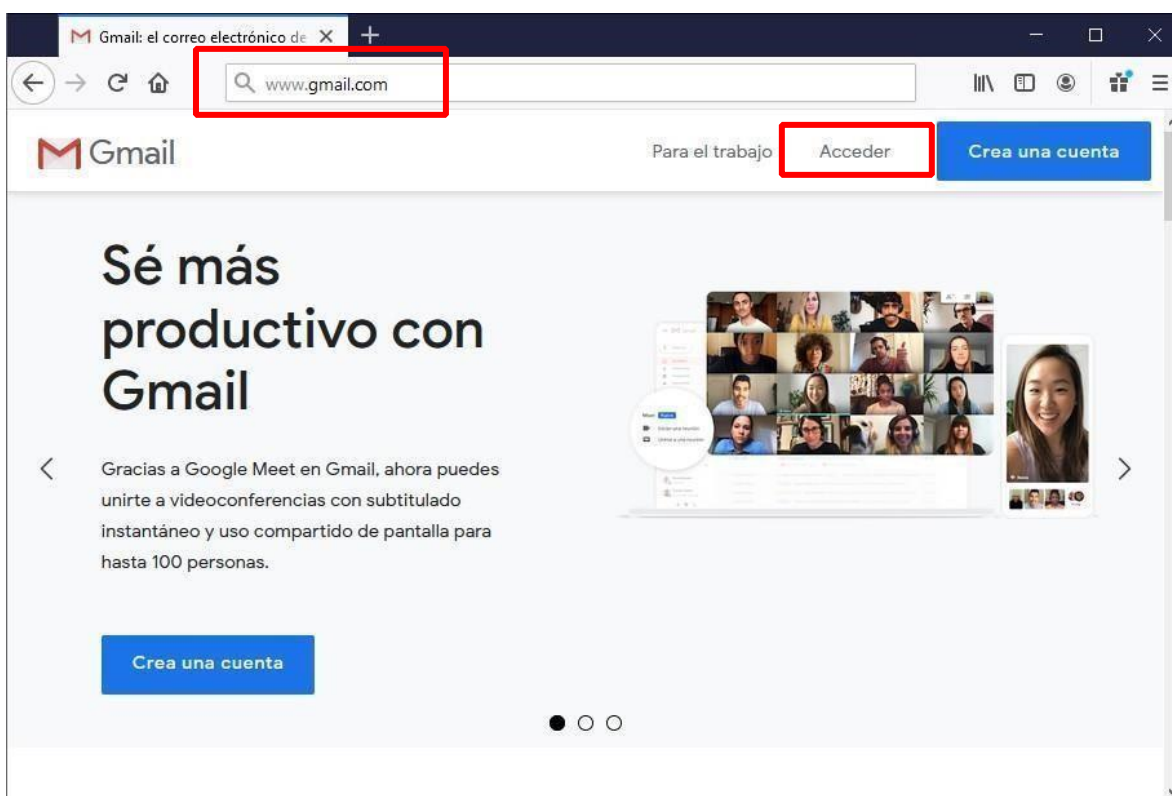 Gmail: el correo electrónico de
www.gmail.com
Gmail
Para el trabajo
Acceder
Crea una cuenta
Sé más
productivo con
Gmail
Gracias a Google Meet en Gmail, ahora puedes
unirte a videoconferencias con subtitulado
instantáneo y uso compartido de pantalla para
hasta 100 personas.
Crea una cuenta